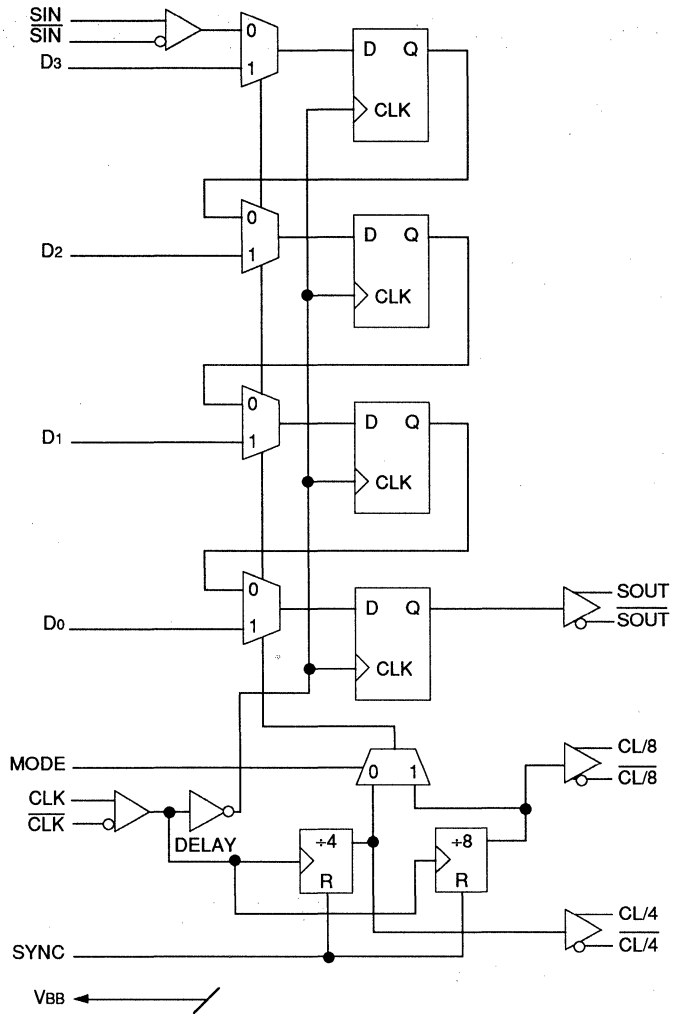 SIN
SIN
D3
0
1
D Q
CLK
D2
0
1
D Q
CLK
D1
0
1
D Q
CLK
D0
0
1
D Q
CLK
SOUT
SOUT
MODE
0 1
CL/8
CL/8
CLK
CLK
DELAY
÷4
R
÷8
R
CL/4
CL/4
SYNC
VBB